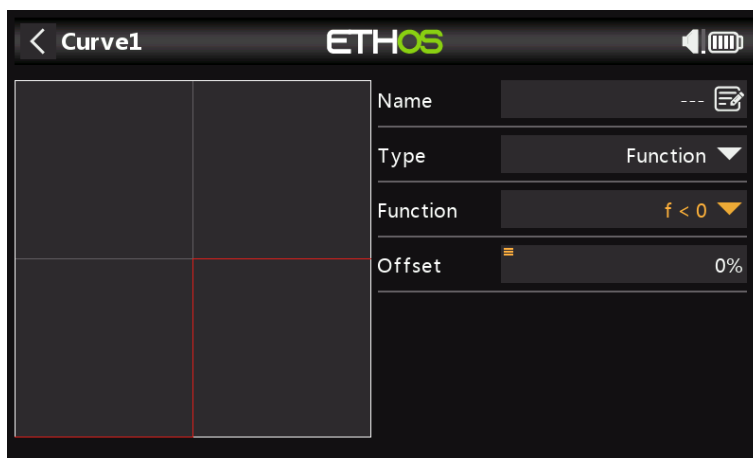 Curve1 ETHOS
Name ---
Type Function
Function f < 0
Offset 0%